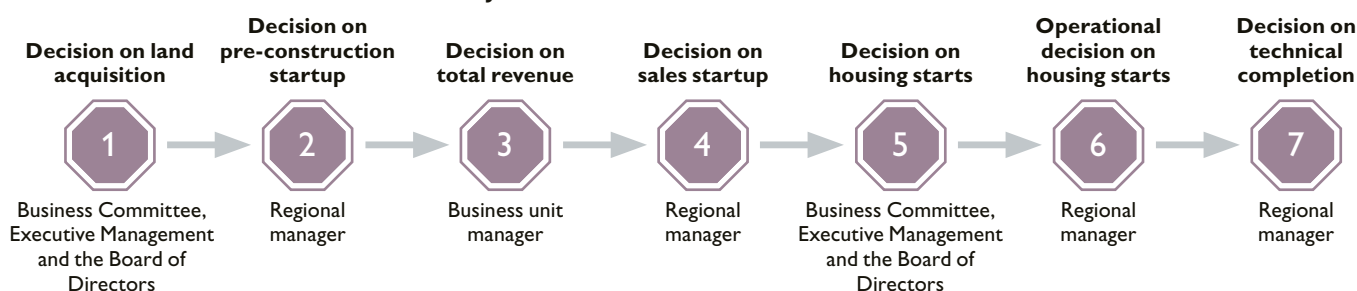 Decision on land
acquisition
1
Business Committee,
Executive Management
and the Board of
Directors
Decision on
pre-construction
startup
2
Regional
manager
Decision on
total revenue
3
Business unit
manager
Decision on
sales startup
4
Regional
manager
Decision on
housing starts
5
Business Committee,
Executive Management
and the Board of
Directors
Operational
decision on
housing starts
6
Regional
manager
Decision on
technical
completion
7
Regional
manager